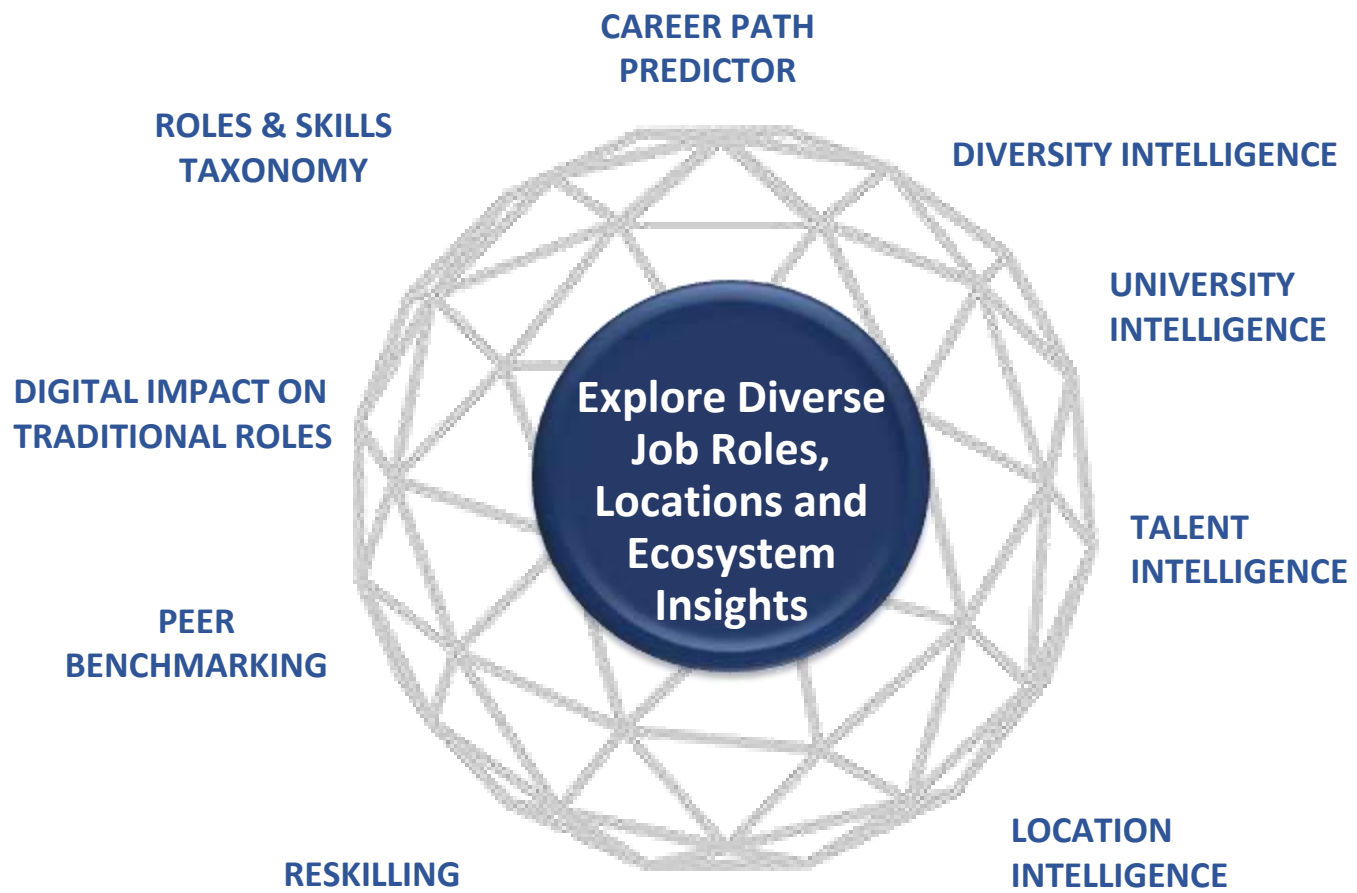 CAREER PATH
PREDICTOR
ROLES & SKILLS
TAXONOMY
DIVERSITY INTELLIGENCE
UNIVERSITY
INTELLIGENCE
DIGITAL IMPACT ON
TRADITIONAL ROLES
Explore Diverse
Job Roles,
Locations and
Ecosystem
Insights
TALENT
INTELLIGENCE
PEER
BENCHMARKING
LOCATION
INTELLIGENCE
RESKILLING